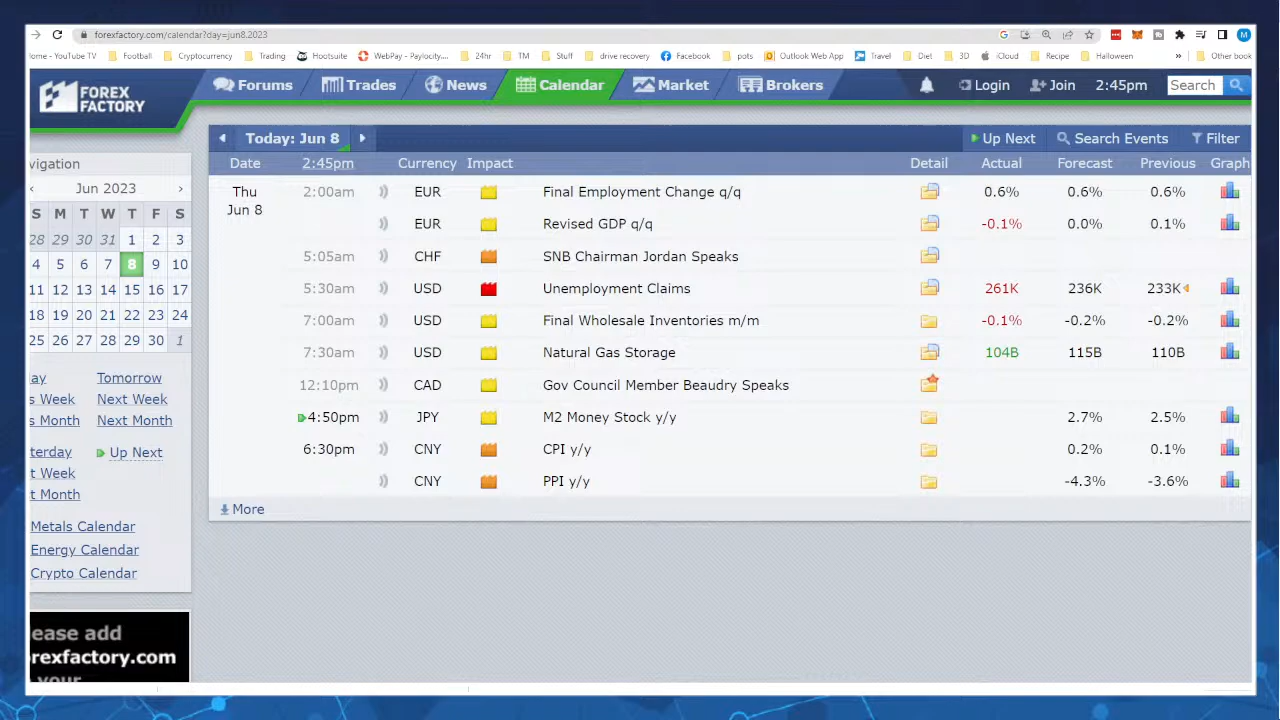 forexfactory.com/calendar?day=jun8.2023
Home - YouTube TV Football Cryptocurrency Trading Hootsuite WebPay - Paylocity... 24hr TM Stuff drive recovery Facebook pots Outlook Web App Travel Diet 3D iCloud Recipe Halloween » Other book
FOREX FACTORY
Forums Trades News Calendar Market Brokers Login Join 2:45pm Search
Today: Jun 8 Up Next Search Events Filter
Date 2:45pm Currency Impact Detail Actual Forecast Previous Graph
Thu Jun 8 2:00am EUR Final Employment Change q/q 0.6% 0.6% 0.6%
EUR Revised GDP q/q -0.1% 0.0% 0.1%
5:05am CHF SNB Chairman Jordan Speaks
5:30am USD Unemployment Claims 261K 236K 233K
7:00am USD Final Wholesale Inventories m/m -0.1% -0.2% -0.2%
7:30am USD Natural Gas Storage 104B 115B 110B
12:10pm CAD Gov Council Member Beaudry Speaks
4:50pm JPY M2 Money Stock y/y 2.7% 2.5%
6:30pm CNY CPI y/y 0.2% 0.1%
CNY PPI y/y -4.3% -3.6%
More
vigation
‹ Jun 2023 ›
S M T W T F S
28 29 30 31 1 2 3
4 5 6 7 8 9 10
11 12 13 14 15 16 17
18 19 20 21 22 23 24
25 26 27 28 29 30 1
ay Tomorrow
s Week Next Week
s Month Next Month
terday Up Next
t Week
t Month
Metals Calendar
Energy Calendar
Crypto Calendar
ease add
orexfactory.com
your